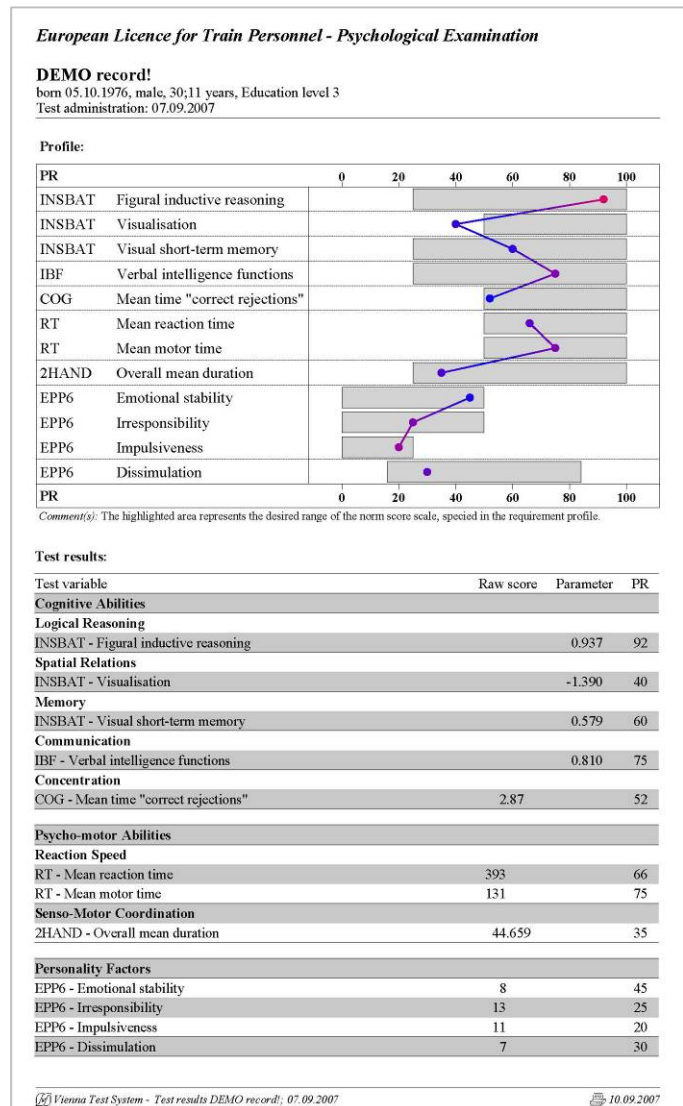 European Licence for Train Personnel - Psychological Examination
DEMO record!
born 05.10.1976, male, 30;11 years, Education level 3
Test administration: 07.09.2007
Profile:
PR 0 20 40 60 80 100
INSBAT Figural inductive reasoning
INSBAT Visualisation
INSBAT Visual short-term memory
IBF Verbal intelligence functions
COG Mean time "correct rejections"
RT Mean reaction time
RT Mean motor time
2HAND Overall mean duration
EPP6 Emotional stability
EPP6 Irresponsibility
EPP6 Impulsiveness
EPP6 Dissimulation
PR 0 20 40 60 80 100
Comment(s): The highlighted area represents the desired range of the norm score scale, specied in the requirement profile.
Test results:
Test variable Raw score Parameter PR
Cognitive Abilities
Logical Reasoning
INSBAT - Figural inductive reasoning 0.937 92
Spatial Relations
INSBAT - Visualisation -1.390 40
Memory
INSBAT - Visual short-term memory 0.579 60
Communication
IBF - Verbal intelligence functions 0.810 75
Concentration
COG - Mean time "correct rejections" 2.87 52
Psycho-motor Abilities
Reaction Speed
RT - Mean reaction time 393 66
RT - Mean motor time 131 75
Senso-Motor Coordination
2HAND - Overall mean duration 44.659 35
Personality Factors
EPP6 - Emotional stability 8 45
EPP6 - Irresponsibility 13 25
EPP6 - Impulsiveness 11 20
EPP6 - Dissimulation 7 30
Vienna Test System - Test results DEMO record!; 07.09.2007 10.09.2007